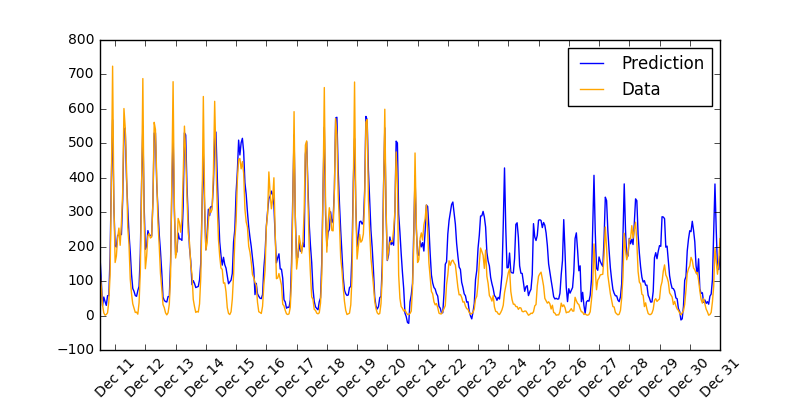 800
700
600
500
400
300
200
100
0
−100
Prediction
Data
Dec 11
Dec 12
Dec 13
Dec 14
Dec 15
Dec 16
Dec 17
Dec 18
Dec 19
Dec 20
Dec 21
Dec 22
Dec 23
Dec 24
Dec 25
Dec 26
Dec 27
Dec 28
Dec 29
Dec 30
Dec 31